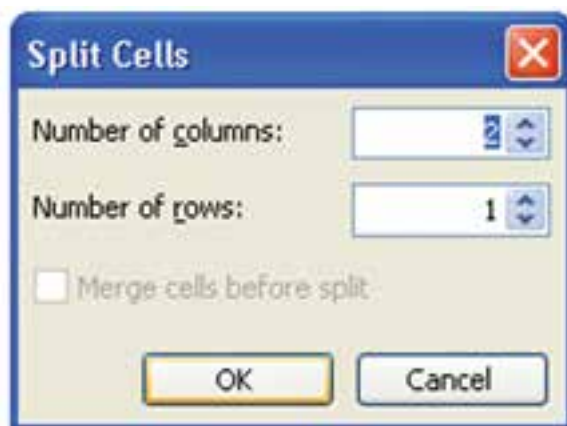 Split Cells
Number of columns: 2
Number of rows: 1
Merge cells before split
OK Cancel